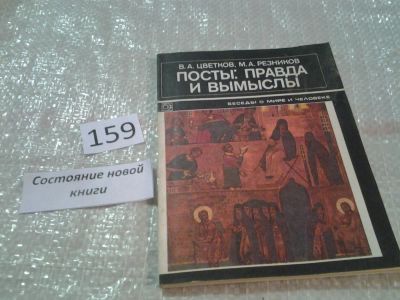 В.А. ЦВЕТКОВ, М.А. РЕЗНИКОВ
ПОСТЫ: ПРАВДА
И ВЫМЫСЛЫ
БЕСЕДЫ О МИРЕ И ЧЕЛОВЕКЕ
159
Состояние новой
книги